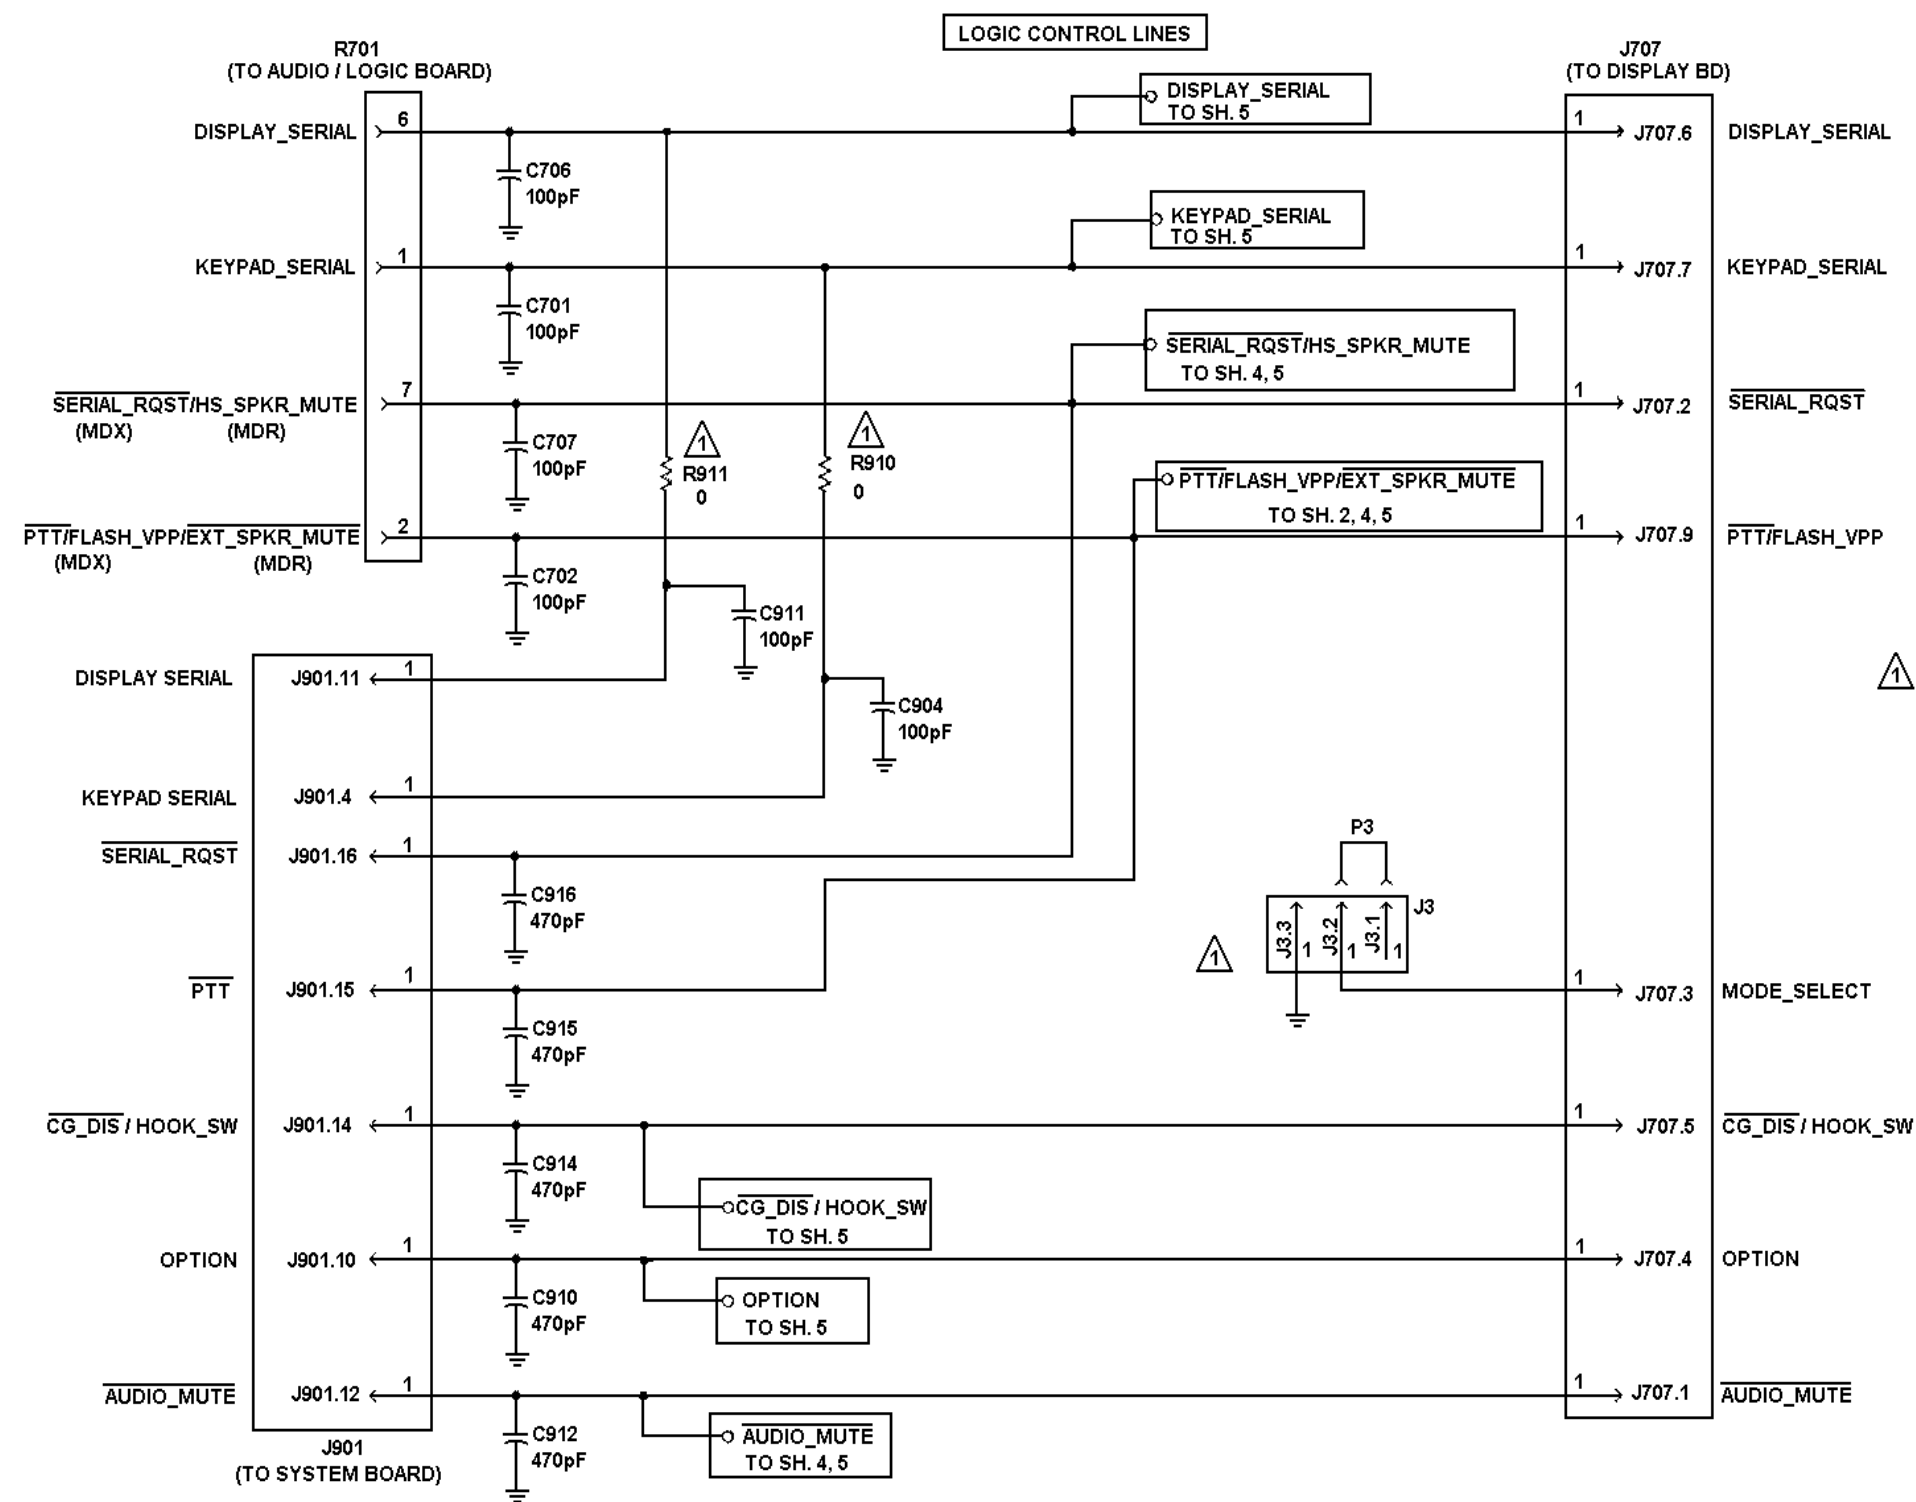 LOGIC CONTROL LINES
R701
(TO AUDIO / LOGIC BOARD)
J707
(TO DISPLAY BD)
DISPLAY_SERIAL
TO SH. 5
DISPLAY_SERIAL
6
1
J707.6
DISPLAY_SERIAL
C706
100pF
KEYPAD_SERIAL
TO SH. 5
KEYPAD_SERIAL
1
1
J707.7
KEYPAD_SERIAL
C701
100pF
SERIAL_RQST/HS_SPKR_MUTE
TO SH. 4, 5
SERIAL_RQST/HS_SPKR_MUTE
(MDX)
(MDR)
7
1
J707.2
SERIAL_RQST
C707
100pF
1
R911
0
1
R910
0
PTT/FLASH_VPP/EXT_SPKR_MUTE
TO SH. 2, 4, 5
PTT/FLASH_VPP/EXT_SPKR_MUTE
(MDX)
(MDR)
2
1
J707.9
PTT/FLASH_VPP
C702
100pF
C911
100pF
DISPLAY SERIAL
J901.11
1
1
C904
100pF
KEYPAD SERIAL
J901.4
1
SERIAL_RQST
J901.16
1
C916
470pF
P3
J3
J3.3
1
J3.2
1
J3.1
1
1
PTT
J901.15
1
1
J707.3
MODE_SELECT
C915
470pF
CG_DIS / HOOK_SW
J901.14
1
1
J707.5
CG_DIS / HOOK_SW
C914
470pF
CG_DIS / HOOK_SW
TO SH. 5
OPTION
J901.10
1
1
J707.4
OPTION
C910
470pF
OPTION
TO SH. 5
AUDIO_MUTE
J901.12
1
1
J707.1
AUDIO_MUTE
C912
470pF
AUDIO_MUTE
TO SH. 4, 5
J901
(TO SYSTEM BOARD)